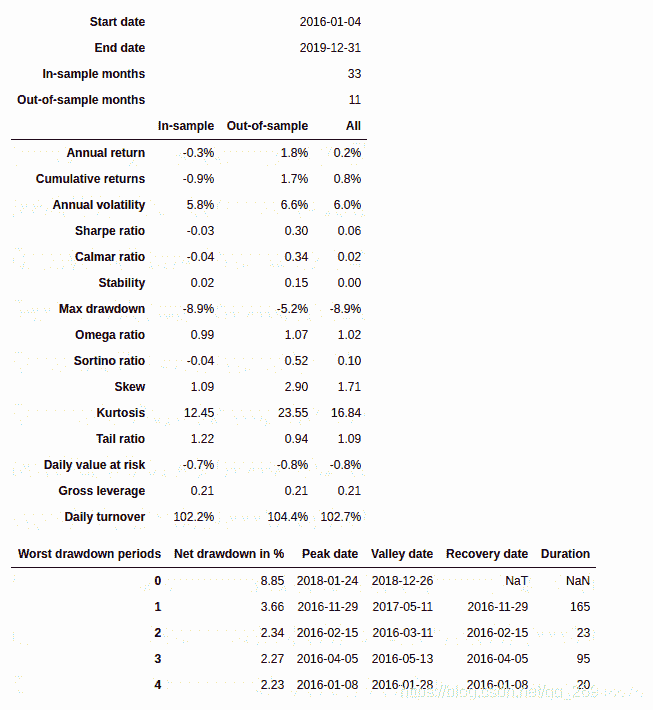 Start date 2016-01-04
End date 2019-12-31
In-sample months 33
Out-of-sample months 11
In-sample Out-of-sample All
Annual return -0.3% 1.8% 0.2%
Cumulative returns -0.9% 1.7% 0.8%
Annual volatility 5.8% 6.6% 6.0%
Sharpe ratio -0.03 0.30 0.06
Calmar ratio -0.04 0.34 0.02
Stability 0.02 0.15 0.00
Max drawdown -8.9% -5.2% -8.9%
Omega ratio 0.99 1.07 1.02
Sortino ratio -0.04 0.52 0.10
Skew 1.09 2.90 1.71
Kurtosis 12.45 23.55 16.84
Tail ratio 1.22 0.94 1.09
Daily value at risk -0.7% -0.8% -0.8%
Gross leverage 0.21 0.21 0.21
Daily turnover 102.2% 104.4% 102.7%
Worst drawdown periods Net drawdown in % Peak date Valley date Recovery date Duration
0 8.85 2018-01-24 2018-12-26 NaT NaN
1 3.66 2016-11-29 2017-05-11 2016-11-29 165
2 2.34 2016-02-15 2016-03-11 2016-02-15 23
3 2.27 2016-04-05 2016-05-13 2016-04-05 95
4 2.23 2016-01-08 2016-01-28 2016-01-08 20